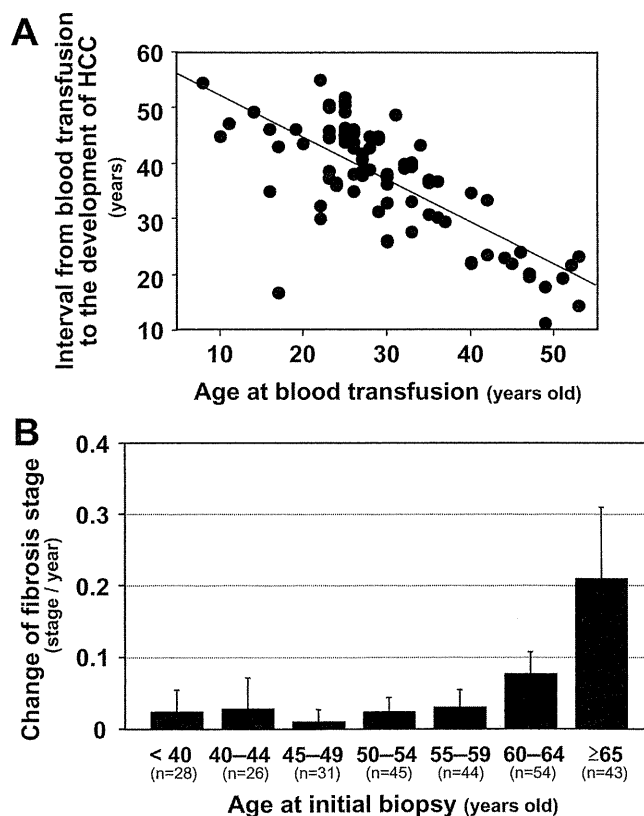 A
Interval from blood transfusion
to the development of HCC
(years)
60
50
40
30
20
10
10 20 30 40 50
Age at blood transfusion (years old)
B
Change of fibrosis stage
(stage / year)
0.4
0.3
0.2
0.1
0
< 40 40–44 45–49 50–54 55–59 60–64 ≥65
(n=28) (n=26) (n=31) (n=45) (n=44) (n=54) (n=43)
Age at initial biopsy (years old)